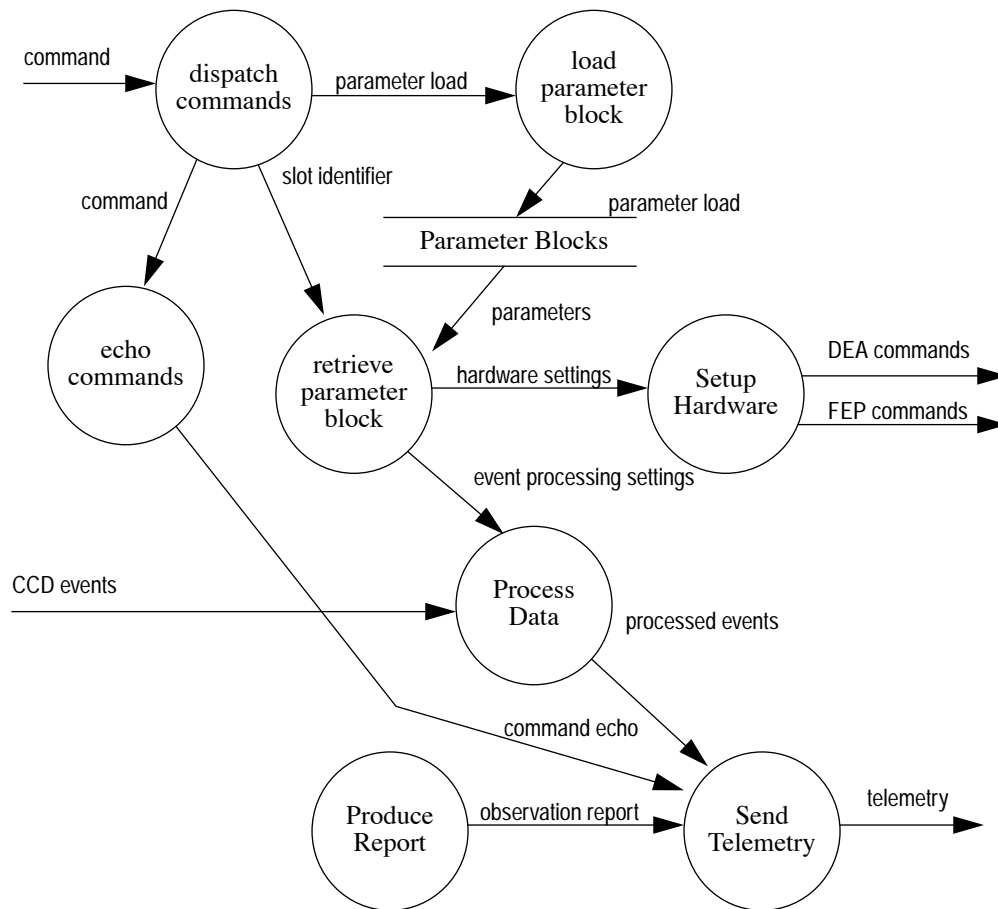 command
dispatch
commands
parameter load
load
parameter
block
command
slot identifier
parameter load
Parameter Blocks
parameters
echo
commands
retrieve
parameter
block
hardware settings
Setup
Hardware
DEA commands
FEP commands
event processing settings
CCD events
Process
Data
processed events
command echo
Produce
Report
observation report
Send
Telemetry
telemetry